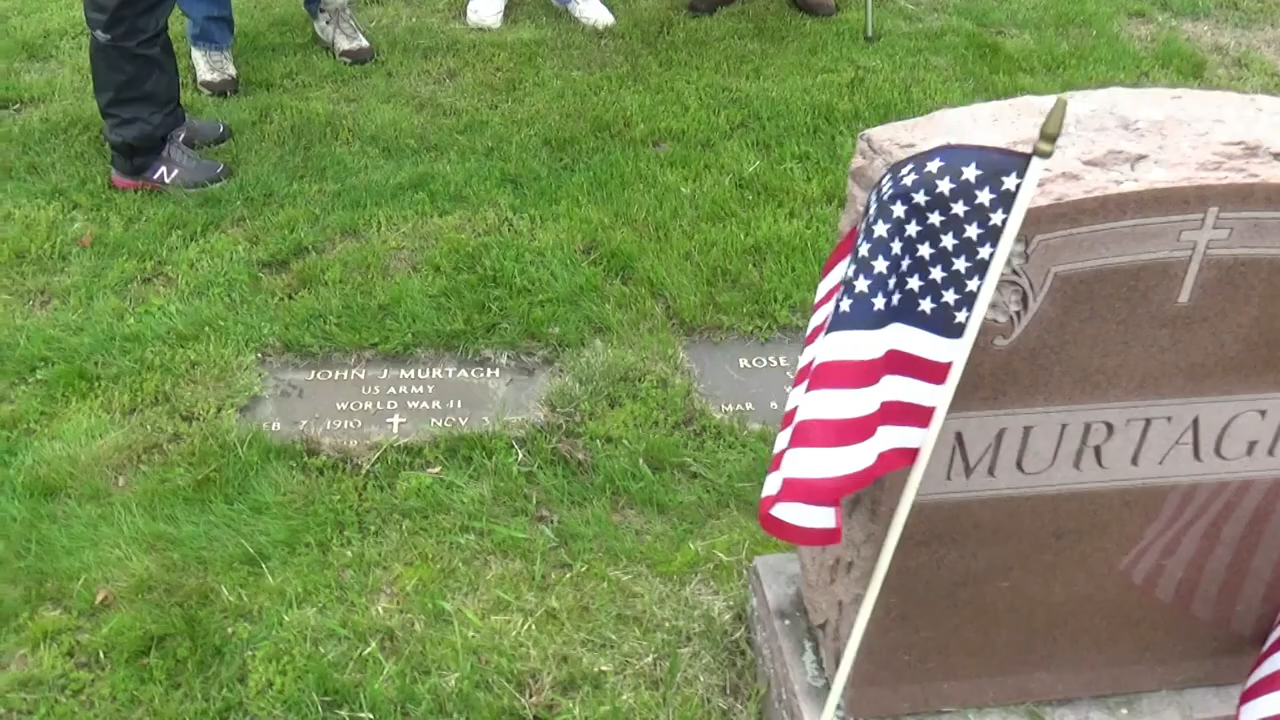 JOHN J MURTAGH
US ARMY
WORLD WAR II
EB 7 1910 NOV 3
ROSE
MAR 8
MURTAG
N